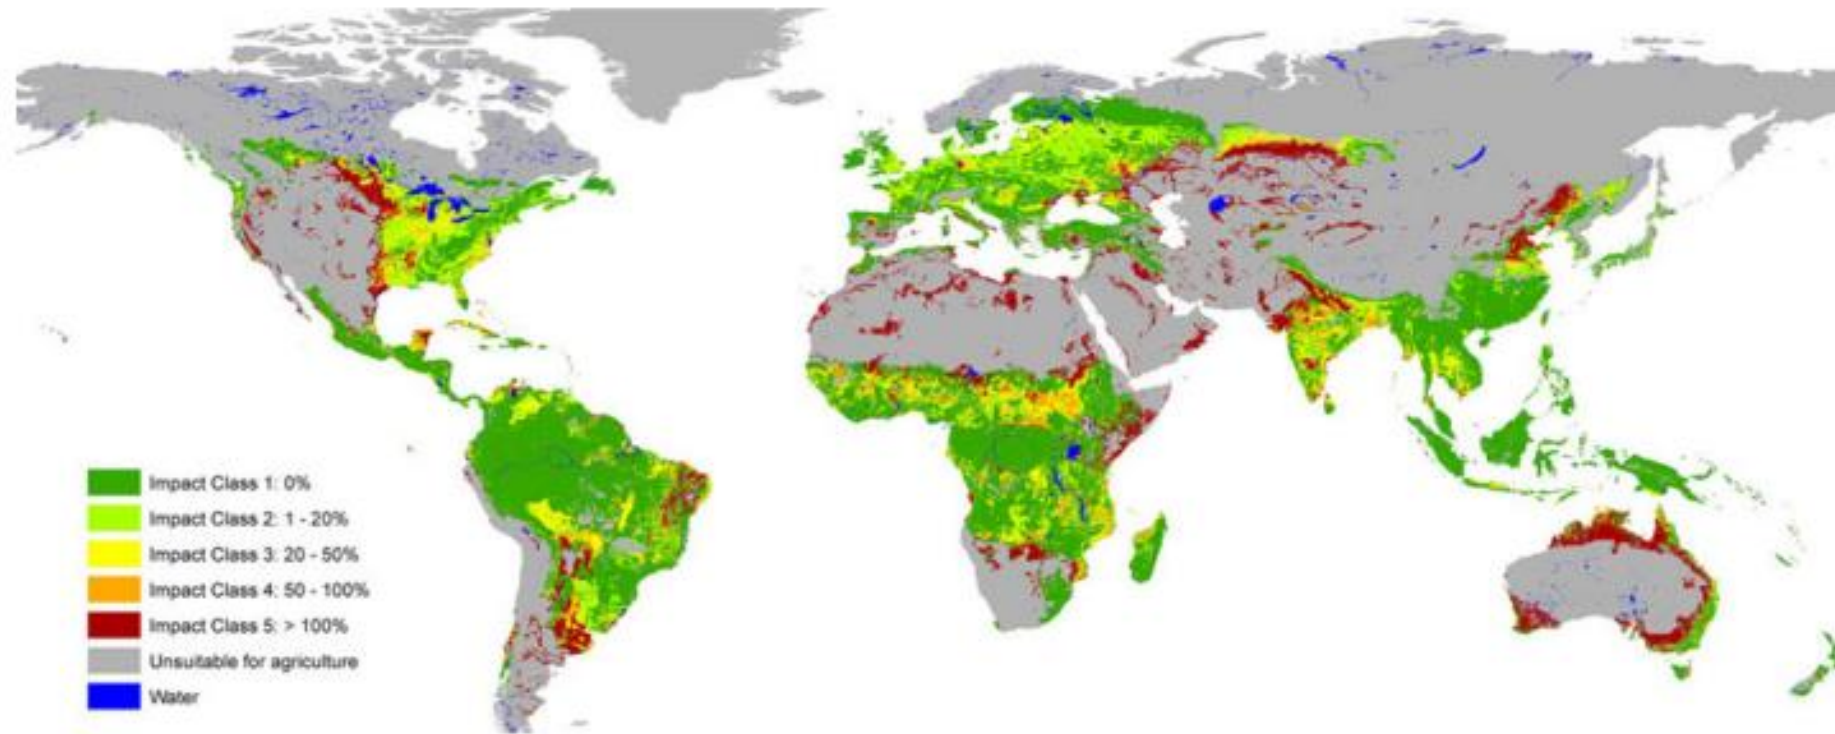 Impact Class 1: 0%
Impact Class 2: 1 - 20%
Impact Class 3: 20 - 50%
Impact Class 4: 50 - 100%
Impact Class 5: > 100%
Unsuitable for agriculture
Water